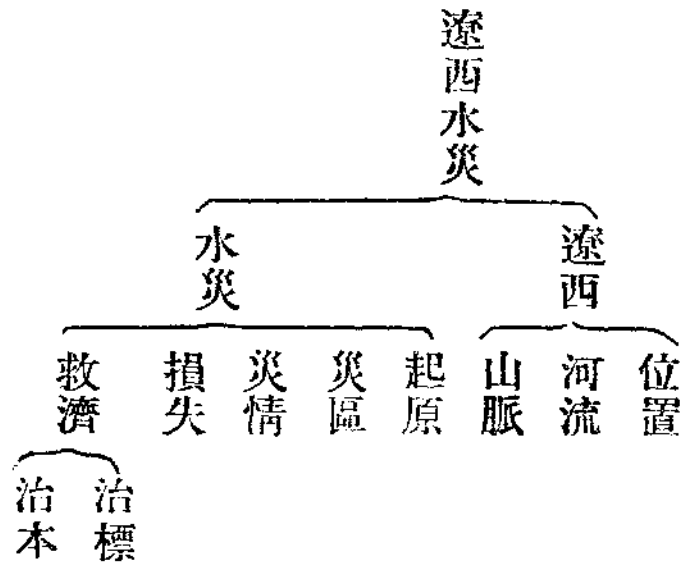 遼西水災
遼西
水災
位置
河流
山脈
起原
災區
災情
損失
救濟
治標
治本